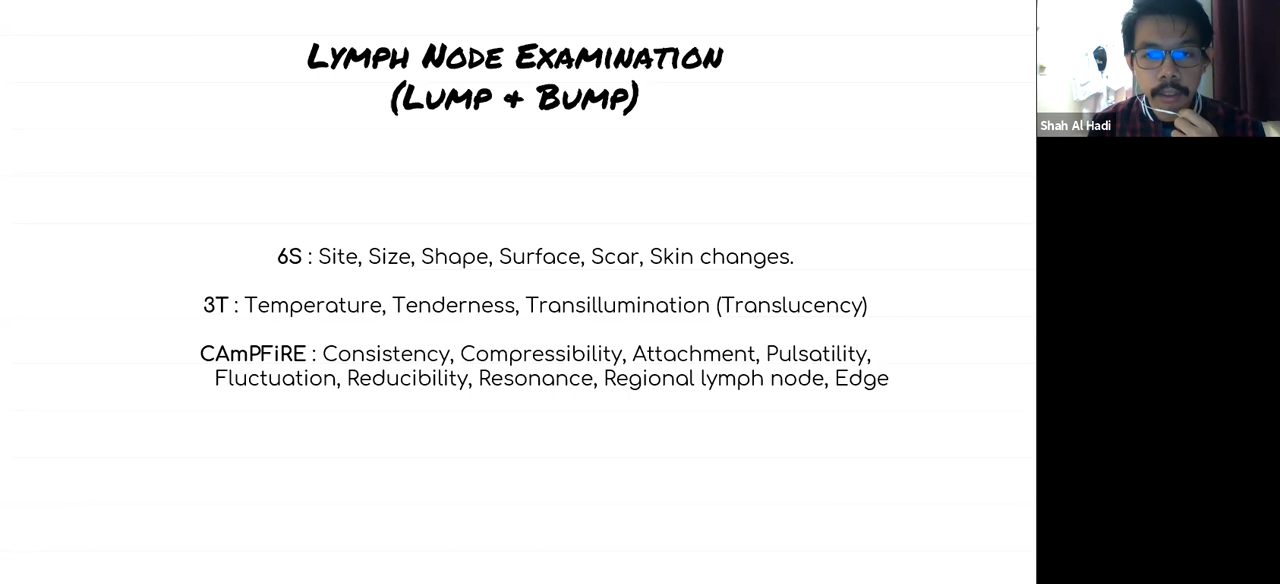 Lymph Node Examination
(Lump + Bump)
6S : Site, Size, Shape, Surface, Scar, Skin changes.
3T : Temperature, Tenderness, Transillumination (Translucency)
CAmPFiRE : Consistency, Compressibility, Attachment, Pulsatility,
Fluctuation, Reducibility, Resonance, Regional lymph node, Edge
Shah Al Hadi